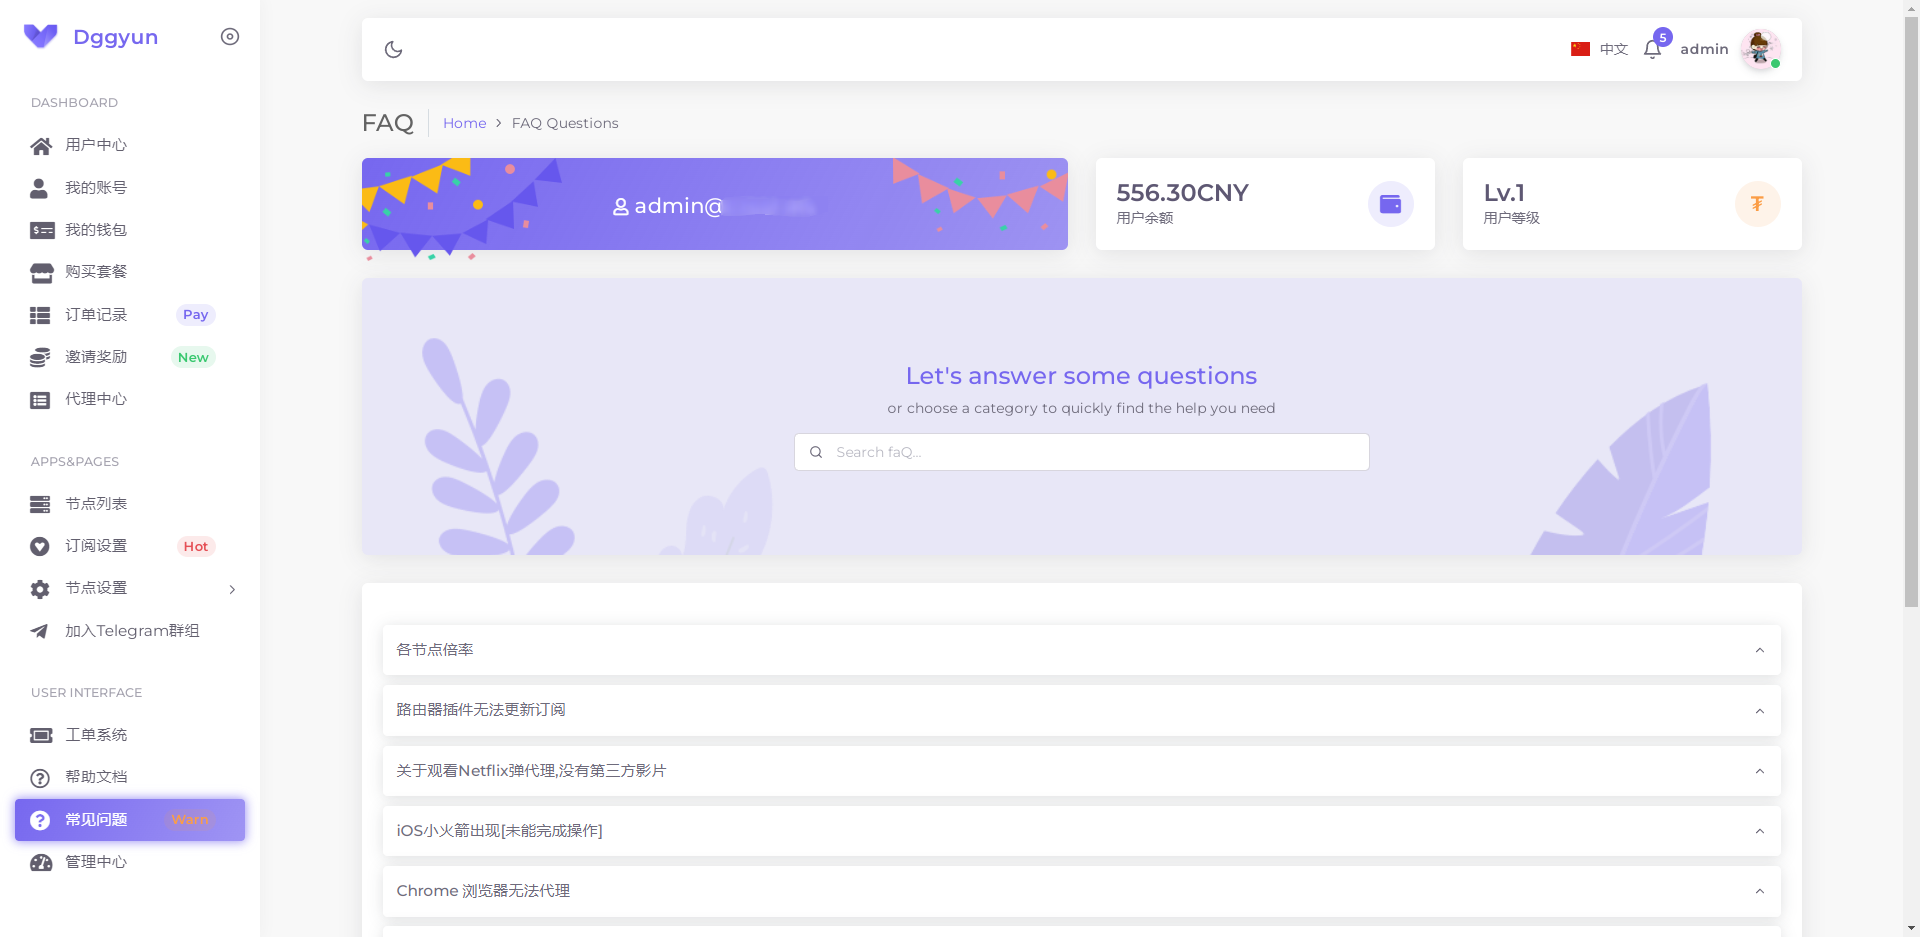 Dggyun
DASHBOARD
用户中心
我的账号
我的钱包
购买套餐
订单记录 Pay
邀请奖励 New
代理中心
APPS&PAGES
节点列表
订阅设置 Hot
节点设置
加入Telegram群组
USER INTERFACE
工单系统
帮助文档
常见问题 Warn
管理中心
中文 5 admin
FAQ Home FAQ Questions
admin@
556.30CNY
用户余额
Lv.1
用户等级
Let's answer some questions
or choose a category to quickly find the help you need
Search faQ...
各节点倍率
路由器插件无法更新订阅
关于观看Netflix弹代理,没有第三方影片
iOS小火箭出现[未能完成操作]
Chrome 浏览器无法代理